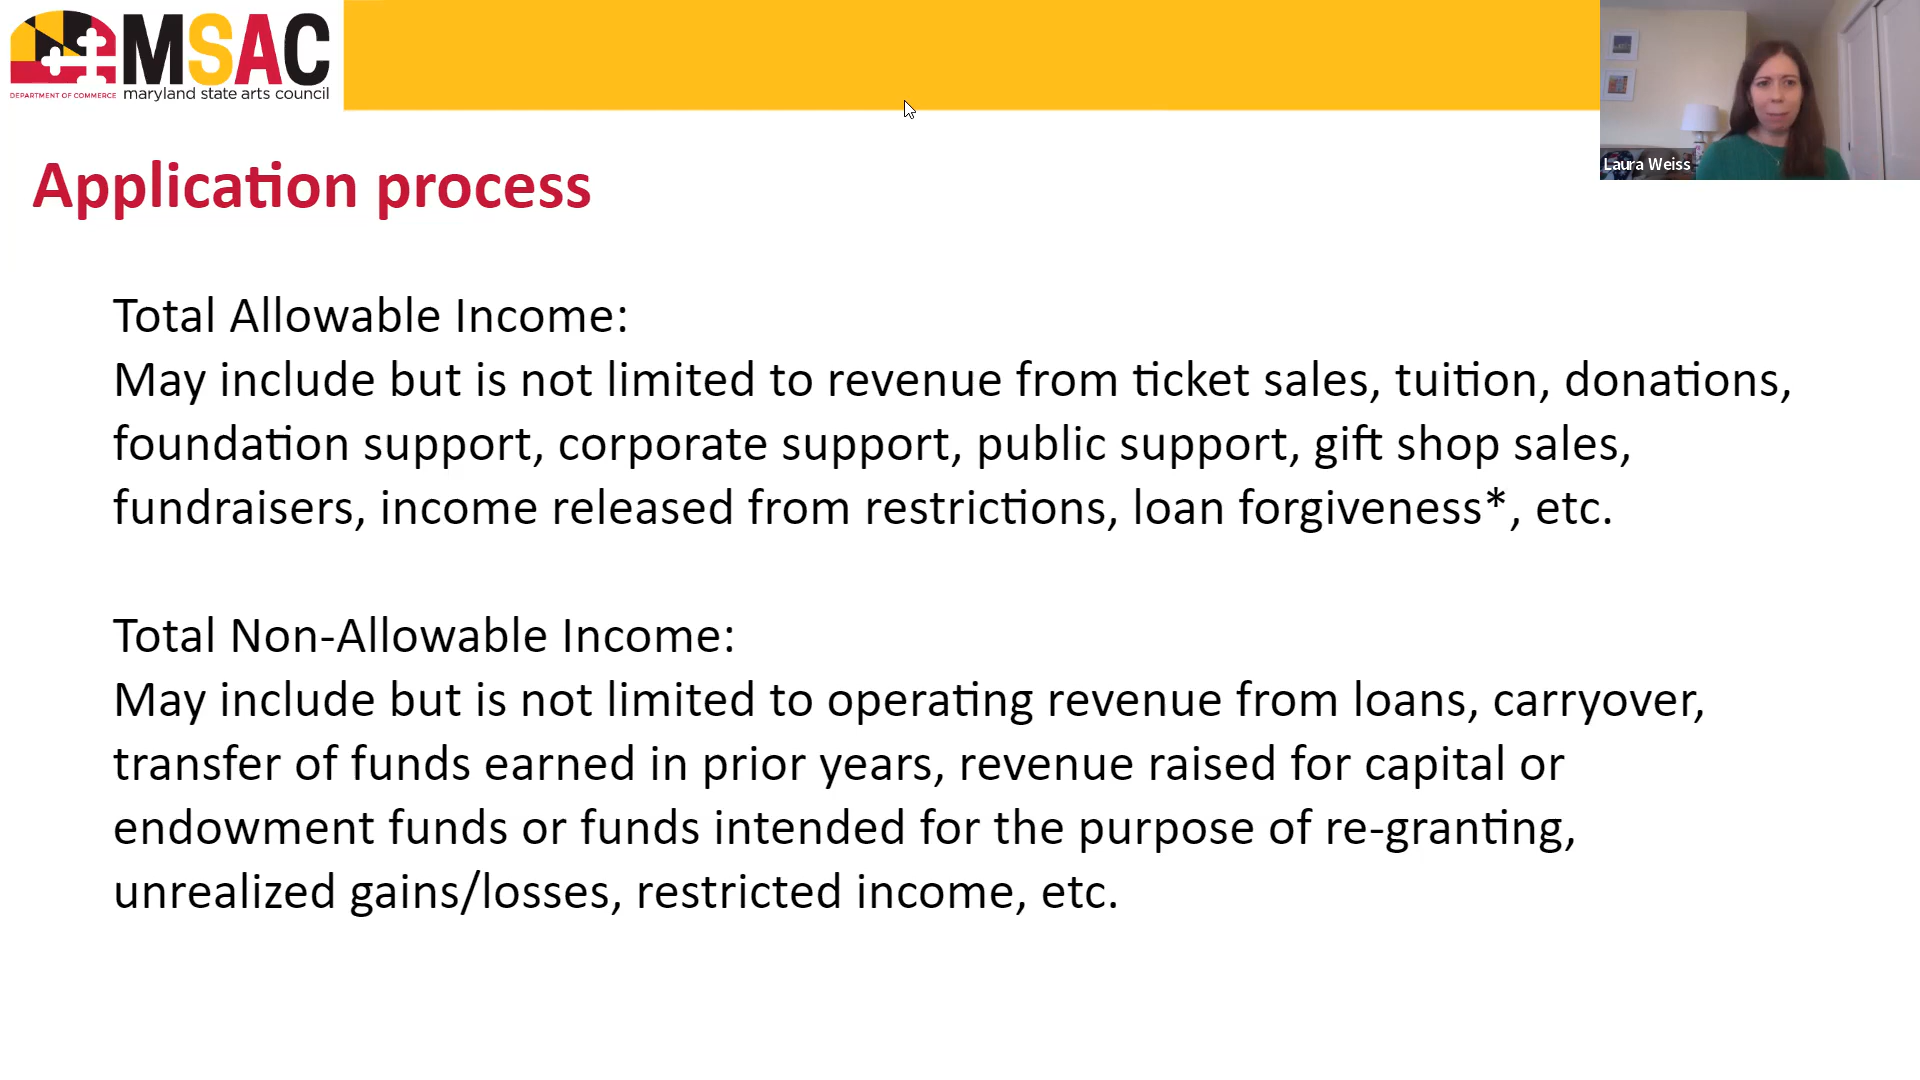 MSAC
DEPARTMENT OF COMMERCE maryland state arts council
Laura Weiss
Application process
Total Allowable Income:
May include but is not limited to revenue from ticket sales, tuition, donations,
foundation support, corporate support, public support, gift shop sales,
fundraisers, income released from restrictions, loan forgiveness*, etc.
Total Non-Allowable Income:
May include but is not limited to operating revenue from loans, carryover,
transfer of funds earned in prior years, revenue raised for capital or
endowment funds or funds intended for the purpose of re-granting,
unrealized gains/losses, restricted income, etc.